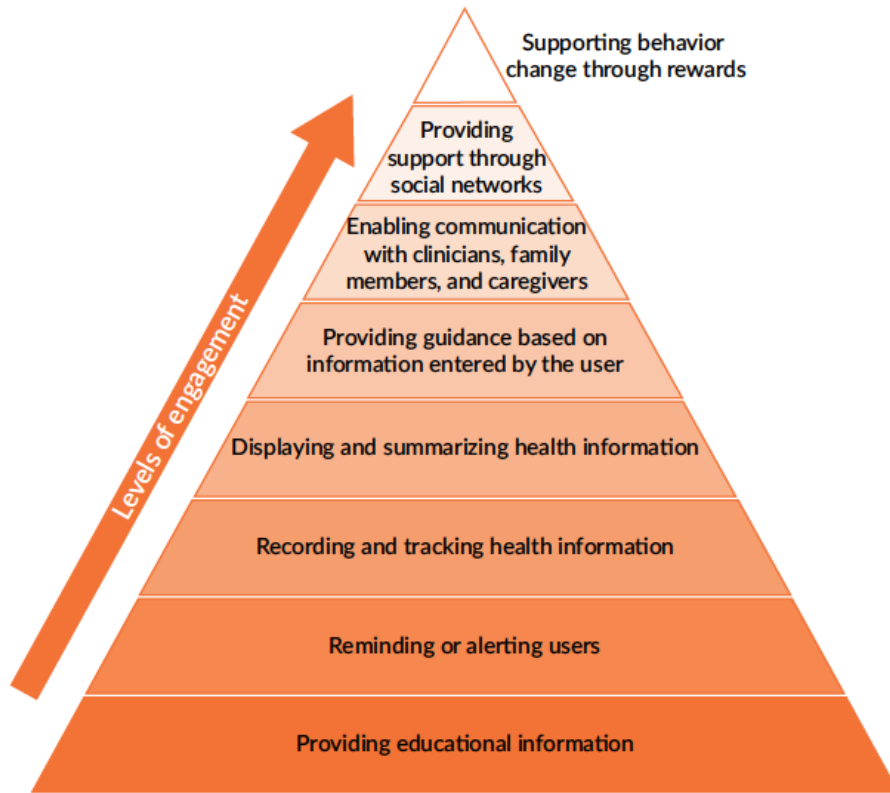 Supporting behavior
change through rewards
Providing
support through
social networks
Enabling communication
with clinicians, family
members, and caregivers
Providing guidance based on
information entered by the user
Displaying and summarizing health information
Recording and tracking health information
Reminding or alerting users
Providing educational information
Levels of engagement